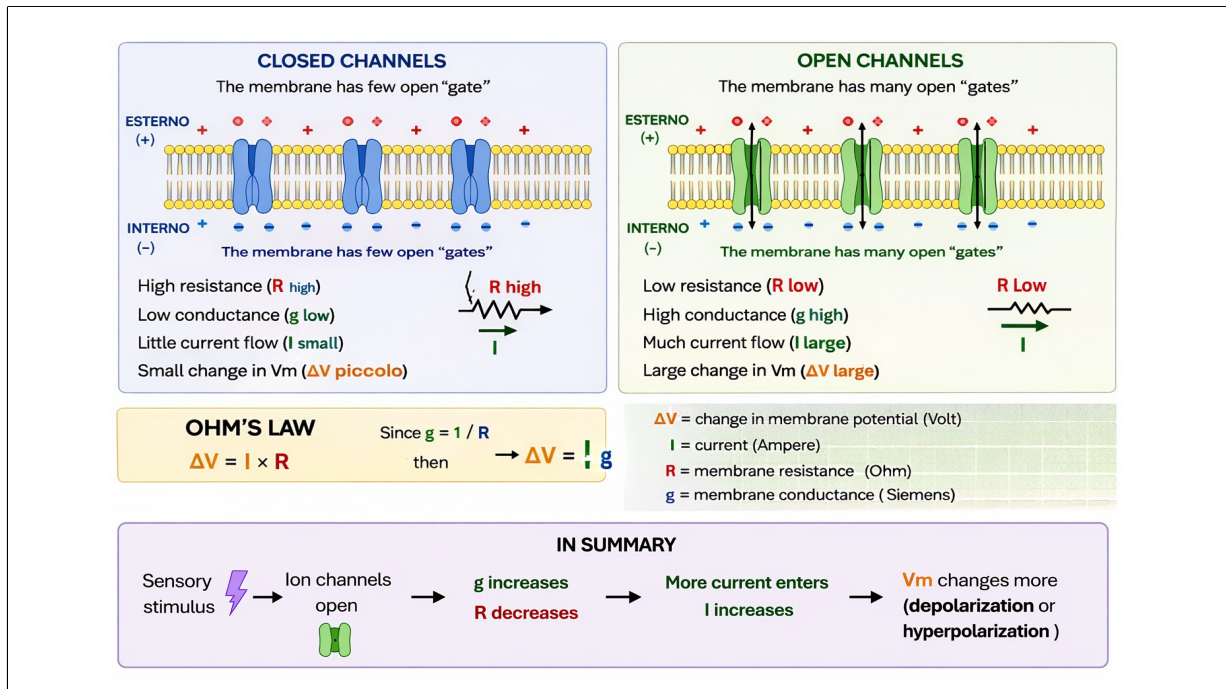 CLOSED CHANNELS
The membrane has few open “gate”
ESTERNO
(+)
INTERNO
(−)
The membrane has few open “gates”
High resistance (R high)
Low conductance (g low)
Little current flow (I small)
Small change in Vm (ΔV piccolo)
R high
I
OPEN CHANNELS
The membrane has many open “gates”
ESTERNO
(+)
INTERNO
(−)
The membrane has many open “gates”
Low resistance (R low)
High conductance (g high)
Much current flow (I large)
Large change in Vm (ΔV large)
R Low
I
OHM’S LAW
ΔV = I × R
Since g = 1 / R
then
ΔV = I g
ΔV = change in membrane potential (Volt)
I = current (Ampere)
R = membrane resistance (Ohm)
g = membrane conductance (Siemens)
IN SUMMARY
Sensory
stimulus
Ion channels
open
g increases
R decreases
More current enters
I increases
Vm changes more
(depolarization or
hyperpolarization )